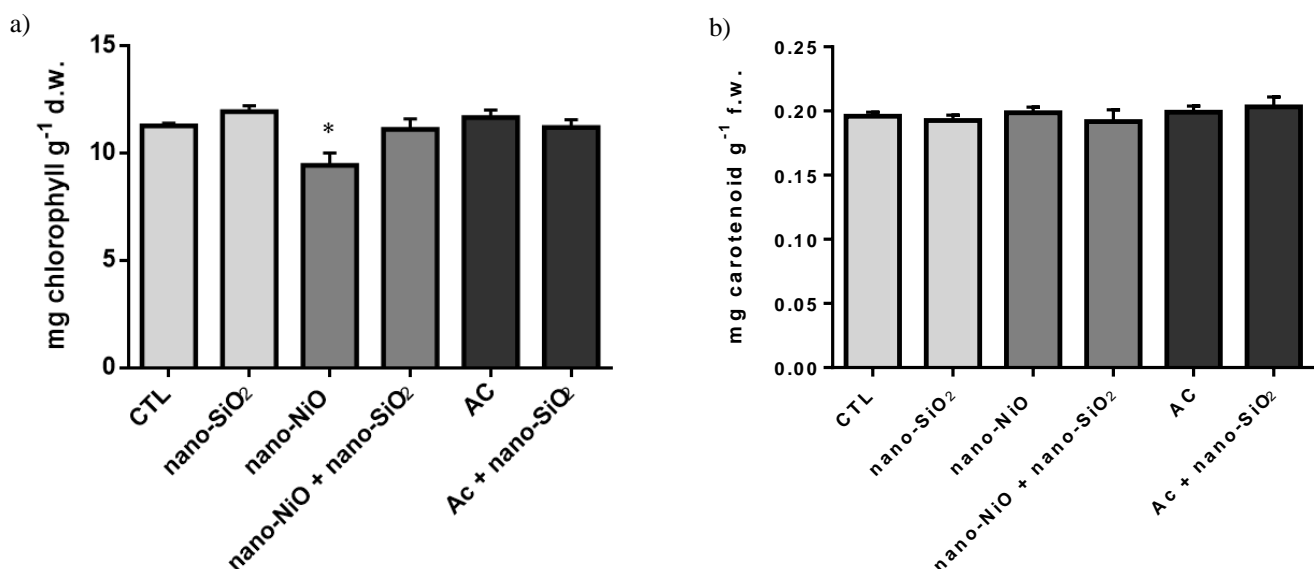 a)
mg chlorophyll g⁻¹ d.w.
15
10
5
0
*
CTL
nano-SiO₂
nano-NiO
nano-NiO + nano-SiO₂
AC
Ac + nano-SiO₂
b)
mg carotenoid g⁻¹ f.w.
0.25
0.20
0.15
0.10
0.05
0.00
CTL
nano-SiO₂
nano-NiO
nano-NiO + nano-SiO₂
AC
Ac + nano-SiO₂